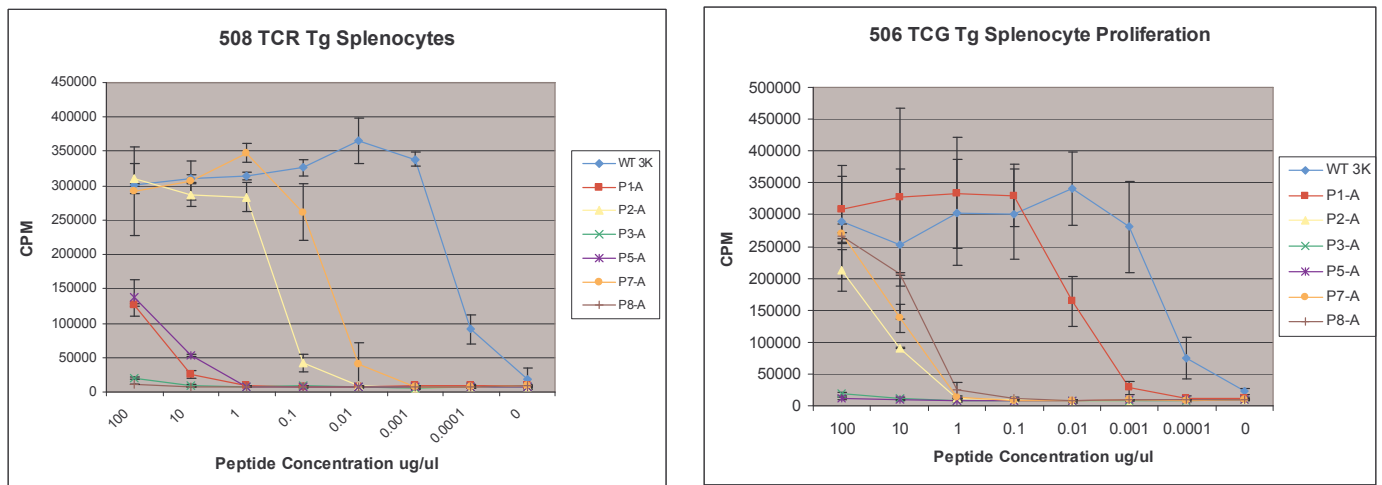 508 TCR Tg Splenocytes
450000
400000
350000
300000
250000
200000
150000
100000
50000
0
CPM
100
10
1
0.1
0.01
0.001
0.0001
0
Peptide Concentration ug/ul
WT 3K
P1-A
P2-A
P3-A
P5-A
P7-A
P8-A
506 TCG Tg Splenocyte Proliferation
500000
450000
400000
350000
300000
250000
200000
150000
100000
50000
0
CPM
100
10
1
0.1
0.01
0.001
0.0001
0
Peptide Concentration ug/ul
WT 3K
P1-A
P2-A
P3-A
P5-A
P7-A
P8-A